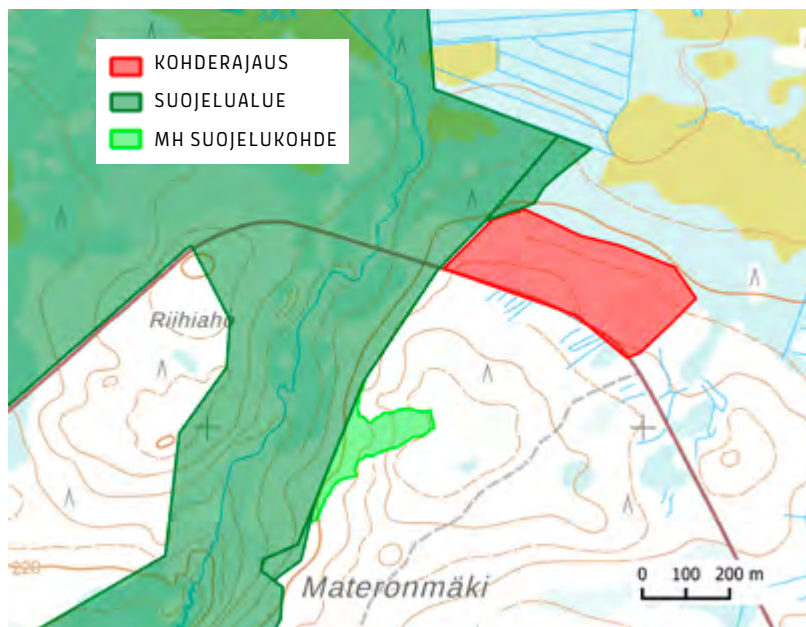 KOHDERAJAUS
SUOJELUALUE
MH SUOJELUKOHDE
Riihiaho
220
Materonmäki
0 100 200 m